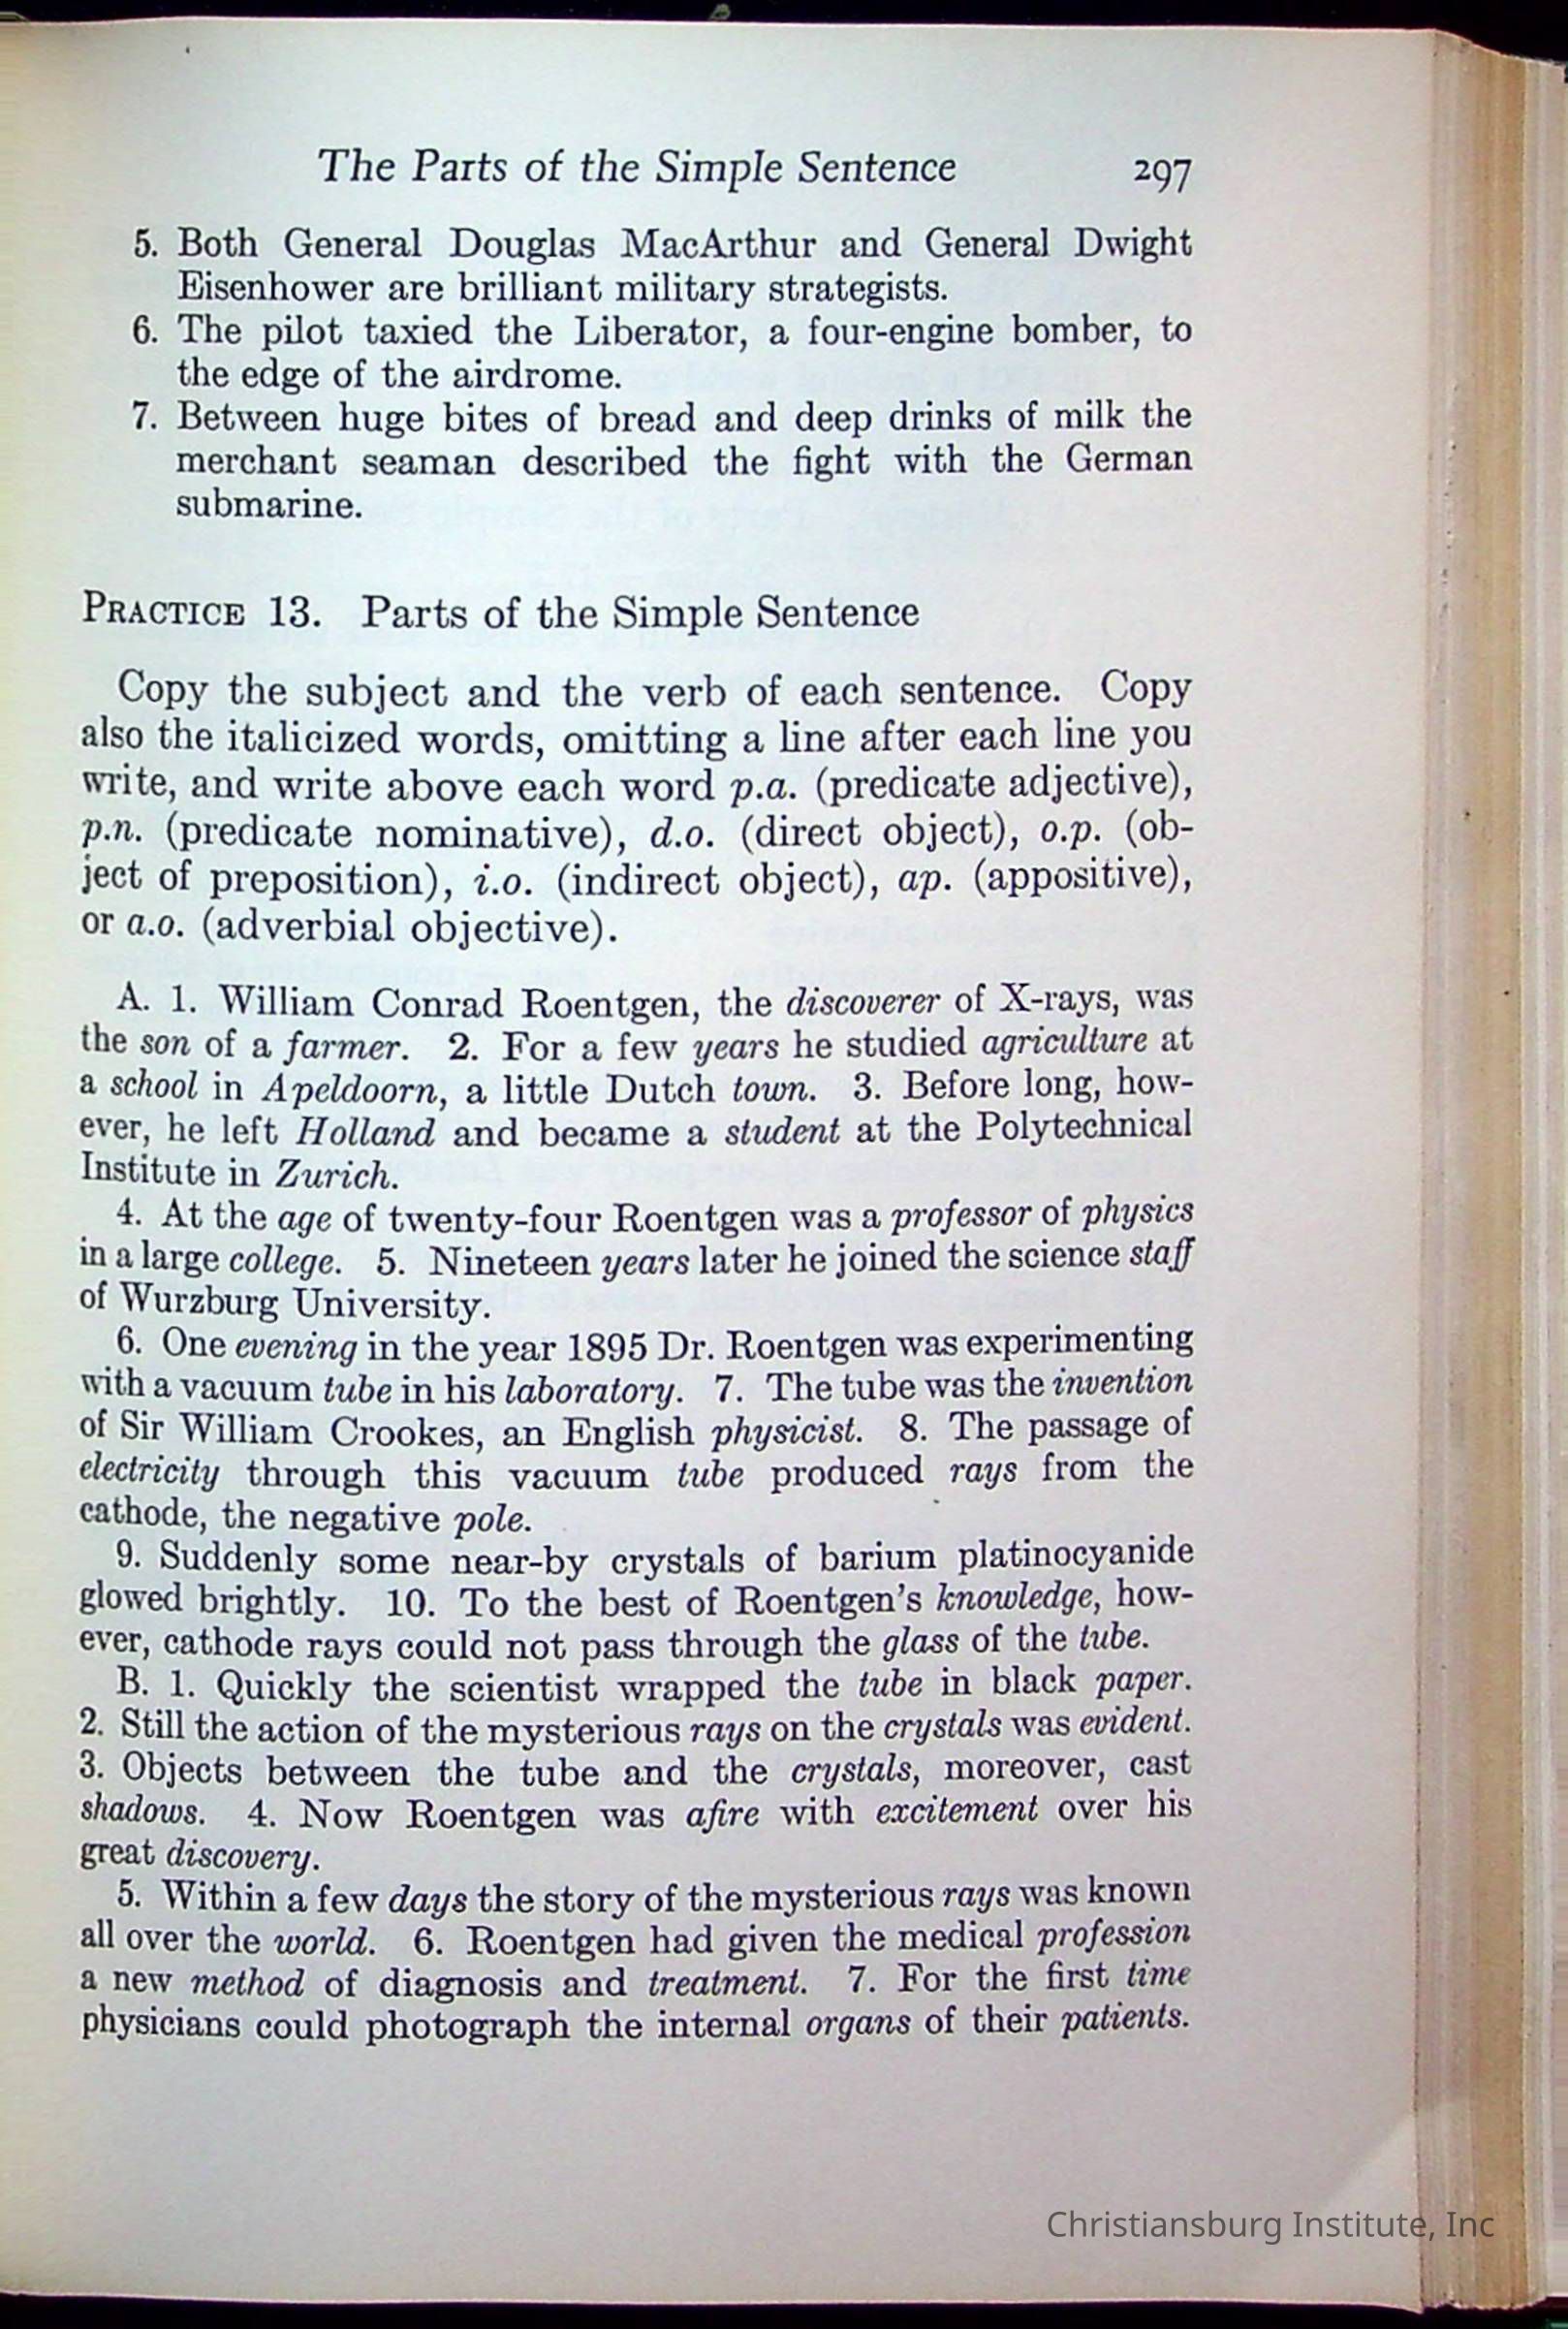 The Parts of the Simple Sentence 297
5. Both General Douglas MacArthur and General Dwight
Eisenhower are brilliant military strategists.
6. The pilot taxied the Liberator, a four-engine bomber, to
the edge of the airdrome.
7. Between huge bites of bread and deep drinks of milk the
merchant seaman described the fight with the German
submarine.
PRACTICE 13. Parts of the Simple Sentence
Copy the subject and the verb of each sentence. Copy
also the italicized words, omitting a line after each line you
write, and write above each word p.a. (predicate adjective),
p.n. (predicate nominative), d.o. (direct object), o.p. (ob-
ject of preposition), i.o. (indirect object), ap. (appositive),
or a.o. (adverbial objective).
A. 1. William Conrad Roentgen, the discoverer of X-rays, was
the son of a farmer. 2. For a few years he studied agriculture at
a school in Apeldoorn, a little Dutch town. 3. Before long, how-
ever, he left Holland and became a student at the Polytechnical
Institute in Zurich.
4. At the age of twenty-four Roentgen was a professor of physics
in a large college. 5. Nineteen years later he joined the science staff
of Wurzburg University.
6. One evening in the year 1895 Dr. Roentgen was experimenting
with a vacuum tube in his laboratory. 7. The tube was the invention
of Sir William Crookes, an English physicist. 8. The passage of
electricity through this vacuum tube produced rays from the
cathode, the negative pole.
9. Suddenly some near-by crystals of barium platinocyanide
glowed brightly. 10. To the best of Roentgen's knowledge, how-
ever, cathode rays could not pass through the glass of the tube.
B. 1. Quickly the scientist wrapped the tube in black paper.
2. Still the action of the mysterious rays on the crystals was evident.
3. Objects between the tube and the crystals, moreover, cast
shadows. 4. Now Roentgen was afire with excitement over his
great discovery.
5. Within a few days the story of the mysterious rays was known
all over the world. 6. Roentgen had given the medical profession
a new method of diagnosis and treatment. 7. For the first time
physicians could photograph the internal organs of their patients.
Christiansburg Institute, Inc